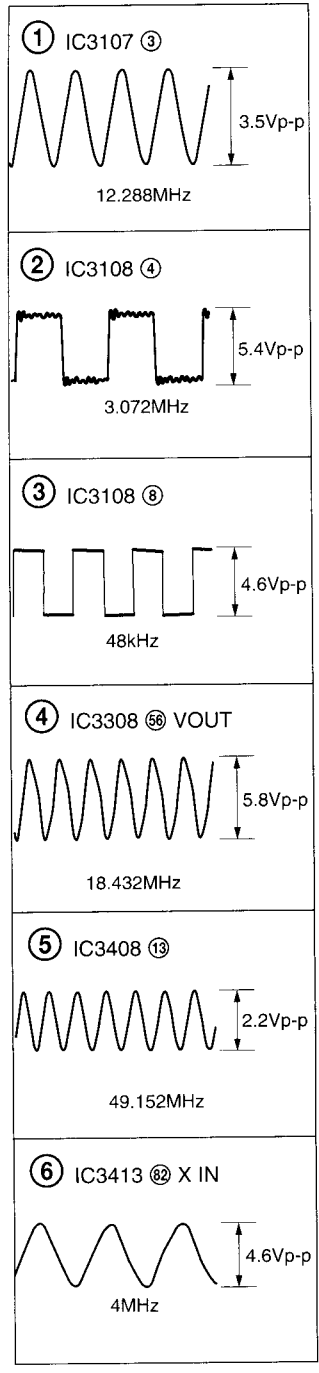 ① IC3107 ③
3.5Vp-p
12.288MHz
② IC3108 ④
5.4Vp-p
3.072MHz
③ IC3108 ⑧
4.6Vp-p
48kHz
④ IC3308 56 VOUT
5.8Vp-p
18.432MHz
⑤ IC3408 ⑬
2.2Vp-p
49.152MHz
⑥ IC3413 82 X IN
4.6Vp-p
4MHz